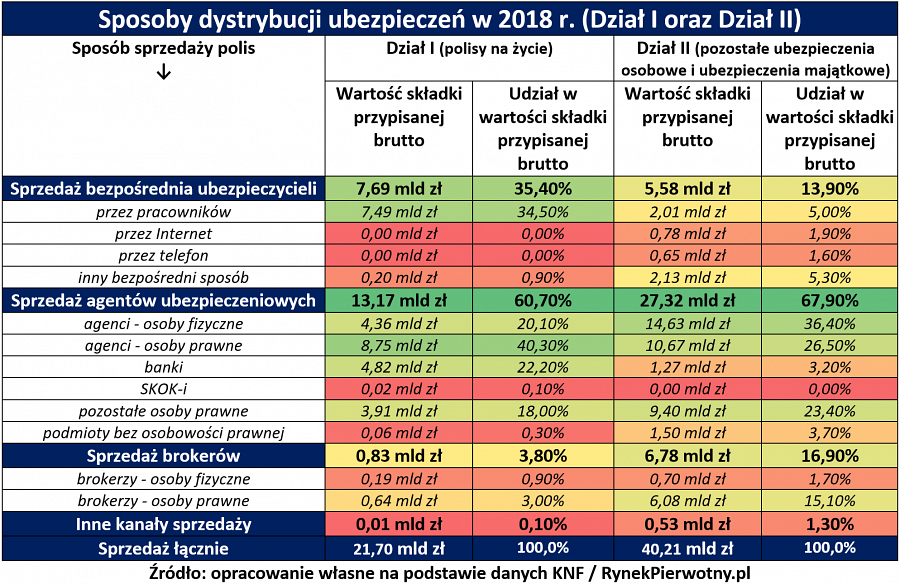 Sposoby dystrybucji ubezpieczeń w 2018 r. (Dział I oraz Dział II)
Sposób sprzedaży polis ↓ Dział I (polisy na życie) Dział II (pozostałe ubezpieczenia osobowe i ubezpieczenia majątkowe)
Wartość składki przypisanej brutto Udział w wartości składki przypisanej brutto Wartość składki przypisanej brutto Udział w wartości składki przypisanej brutto
Sprzedaż bezpośrednia ubezpieczycieli 7,69 mld zł 35,40% 5,58 mld zł 13,90%
przez pracowników 7,49 mld zł 34,50% 2,01 mld zł 5,00%
przez Internet 0,00 mld zł 0,00% 0,78 mld zł 1,90%
przez telefon 0,00 mld zł 0,00% 0,65 mld zł 1,60%
inny bezpośredni sposób 0,20 mld zł 0,90% 2,13 mld zł 5,30%
Sprzedaż agentów ubezpieczeniowych 13,17 mld zł 60,70% 27,32 mld zł 67,90%
agenci - osoby fizyczne 4,36 mld zł 20,10% 14,63 mld zł 36,40%
agenci - osoby prawne 8,75 mld zł 40,30% 10,67 mld zł 26,50%
banki 4,82 mld zł 22,20% 1,27 mld zł 3,20%
SKOK-i 0,02 mld zł 0,10% 0,00 mld zł 0,00%
pozostałe osoby prawne 3,91 mld zł 18,00% 9,40 mld zł 23,40%
podmioty bez osobowości prawnej 0,06 mld zł 0,30% 1,50 mld zł 3,70%
Sprzedaż brokerów 0,83 mld zł 3,80% 6,78 mld zł 16,90%
brokerzy - osoby fizyczne 0,19 mld zł 0,90% 0,70 mld zł 1,70%
brokerzy - osoby prawne 0,64 mld zł 3,00% 6,08 mld zł 15,10%
Inne kanały sprzedaży 0,01 mld zł 0,10% 0,53 mld zł 1,30%
Sprzedaż łącznie 21,70 mld zł 100,0% 40,21 mld zł 100,0%
Źródło: opracowanie własne na podstawie danych KNF / RynekPierwotny.pl